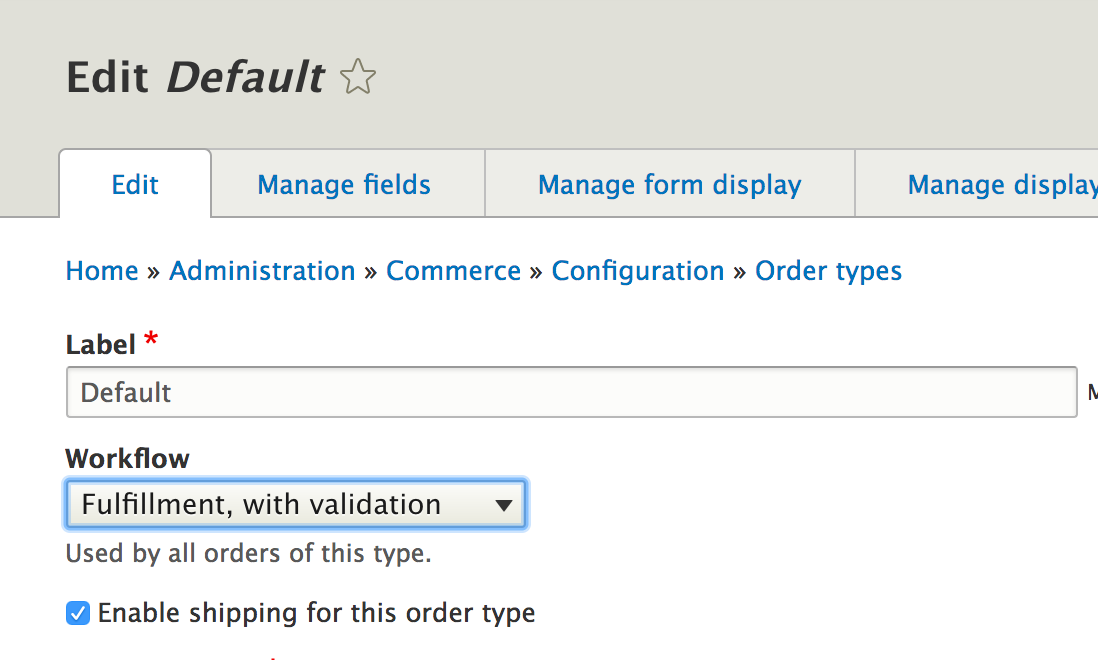 Edit Default
Edit Manage fields Manage form display Manage display
Home » Administration » Commerce » Configuration » Order types
Label *
Default
Workflow
Fulfillment, with validation
Used by all orders of this type.
Enable shipping for this order type